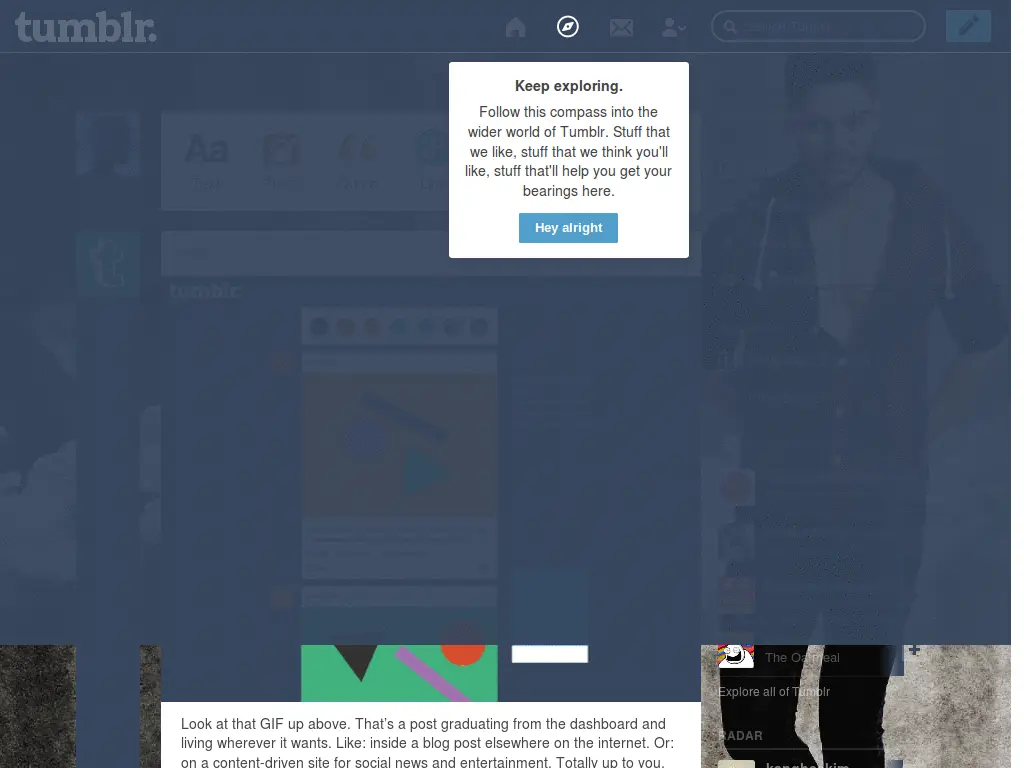 tumblr.
Keep exploring.
Follow this compass into the
wider world of Tumblr. Stuff that
we like, stuff that we think you'll
like, stuff that'll help you get your
bearings here.
Hey alright
Aa
Text
tumblr.
The Oatmeal
Explore all of Tumblr
RADAR
Look at that GIF up above. That's a post graduating from the dashboard and
living wherever it wants. Like: inside a blog post elsewhere on the internet. Or:
on a content-driven site for social news and entertainment. Totally up to you.